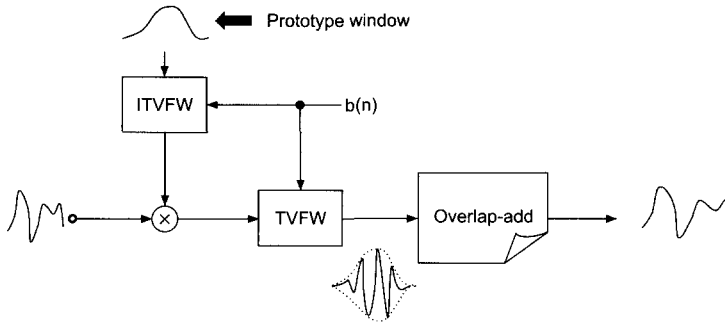 Prototype window
ITVFW
b(n)
×
TVFW
Overlap-add